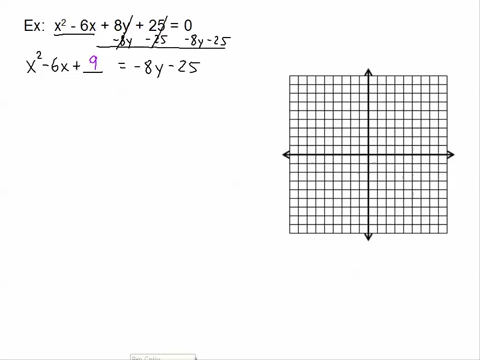 Ex: x² - 6x + 8y + 25 = 0
-8y -25 -8y -25
x² - 6x + 9 = -8y - 25